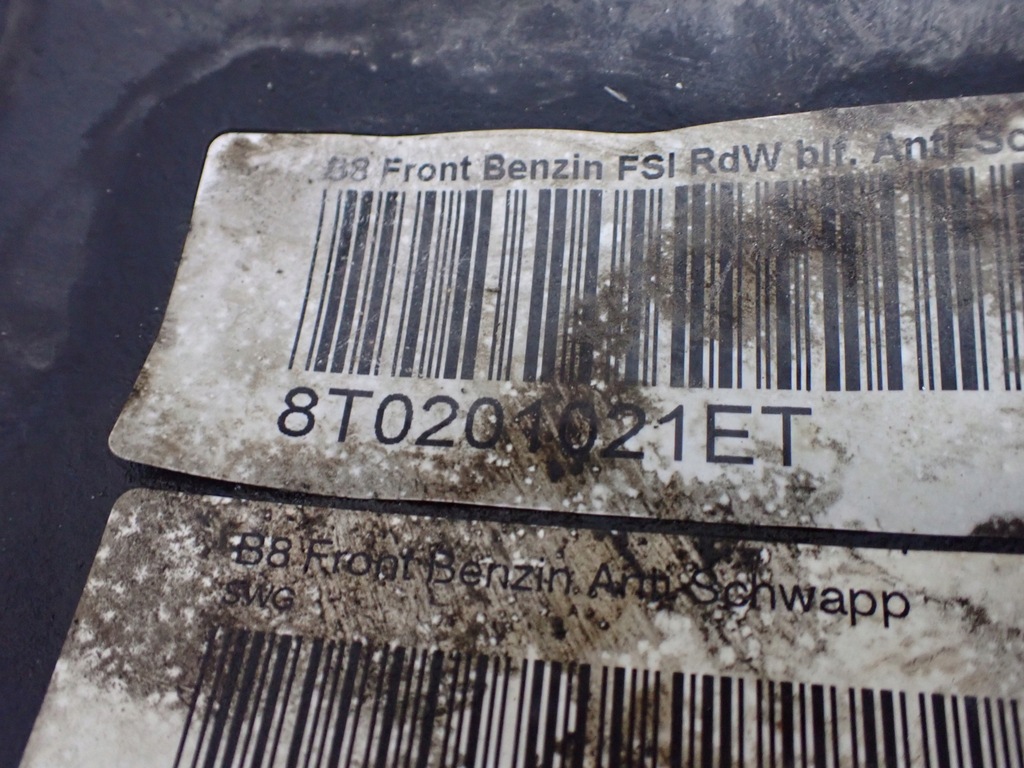 B8 Front Benzin FSI RdW blf. Anti Sc
8T0201021ET
B8 Front Benzin Anti Schwapp
SWG